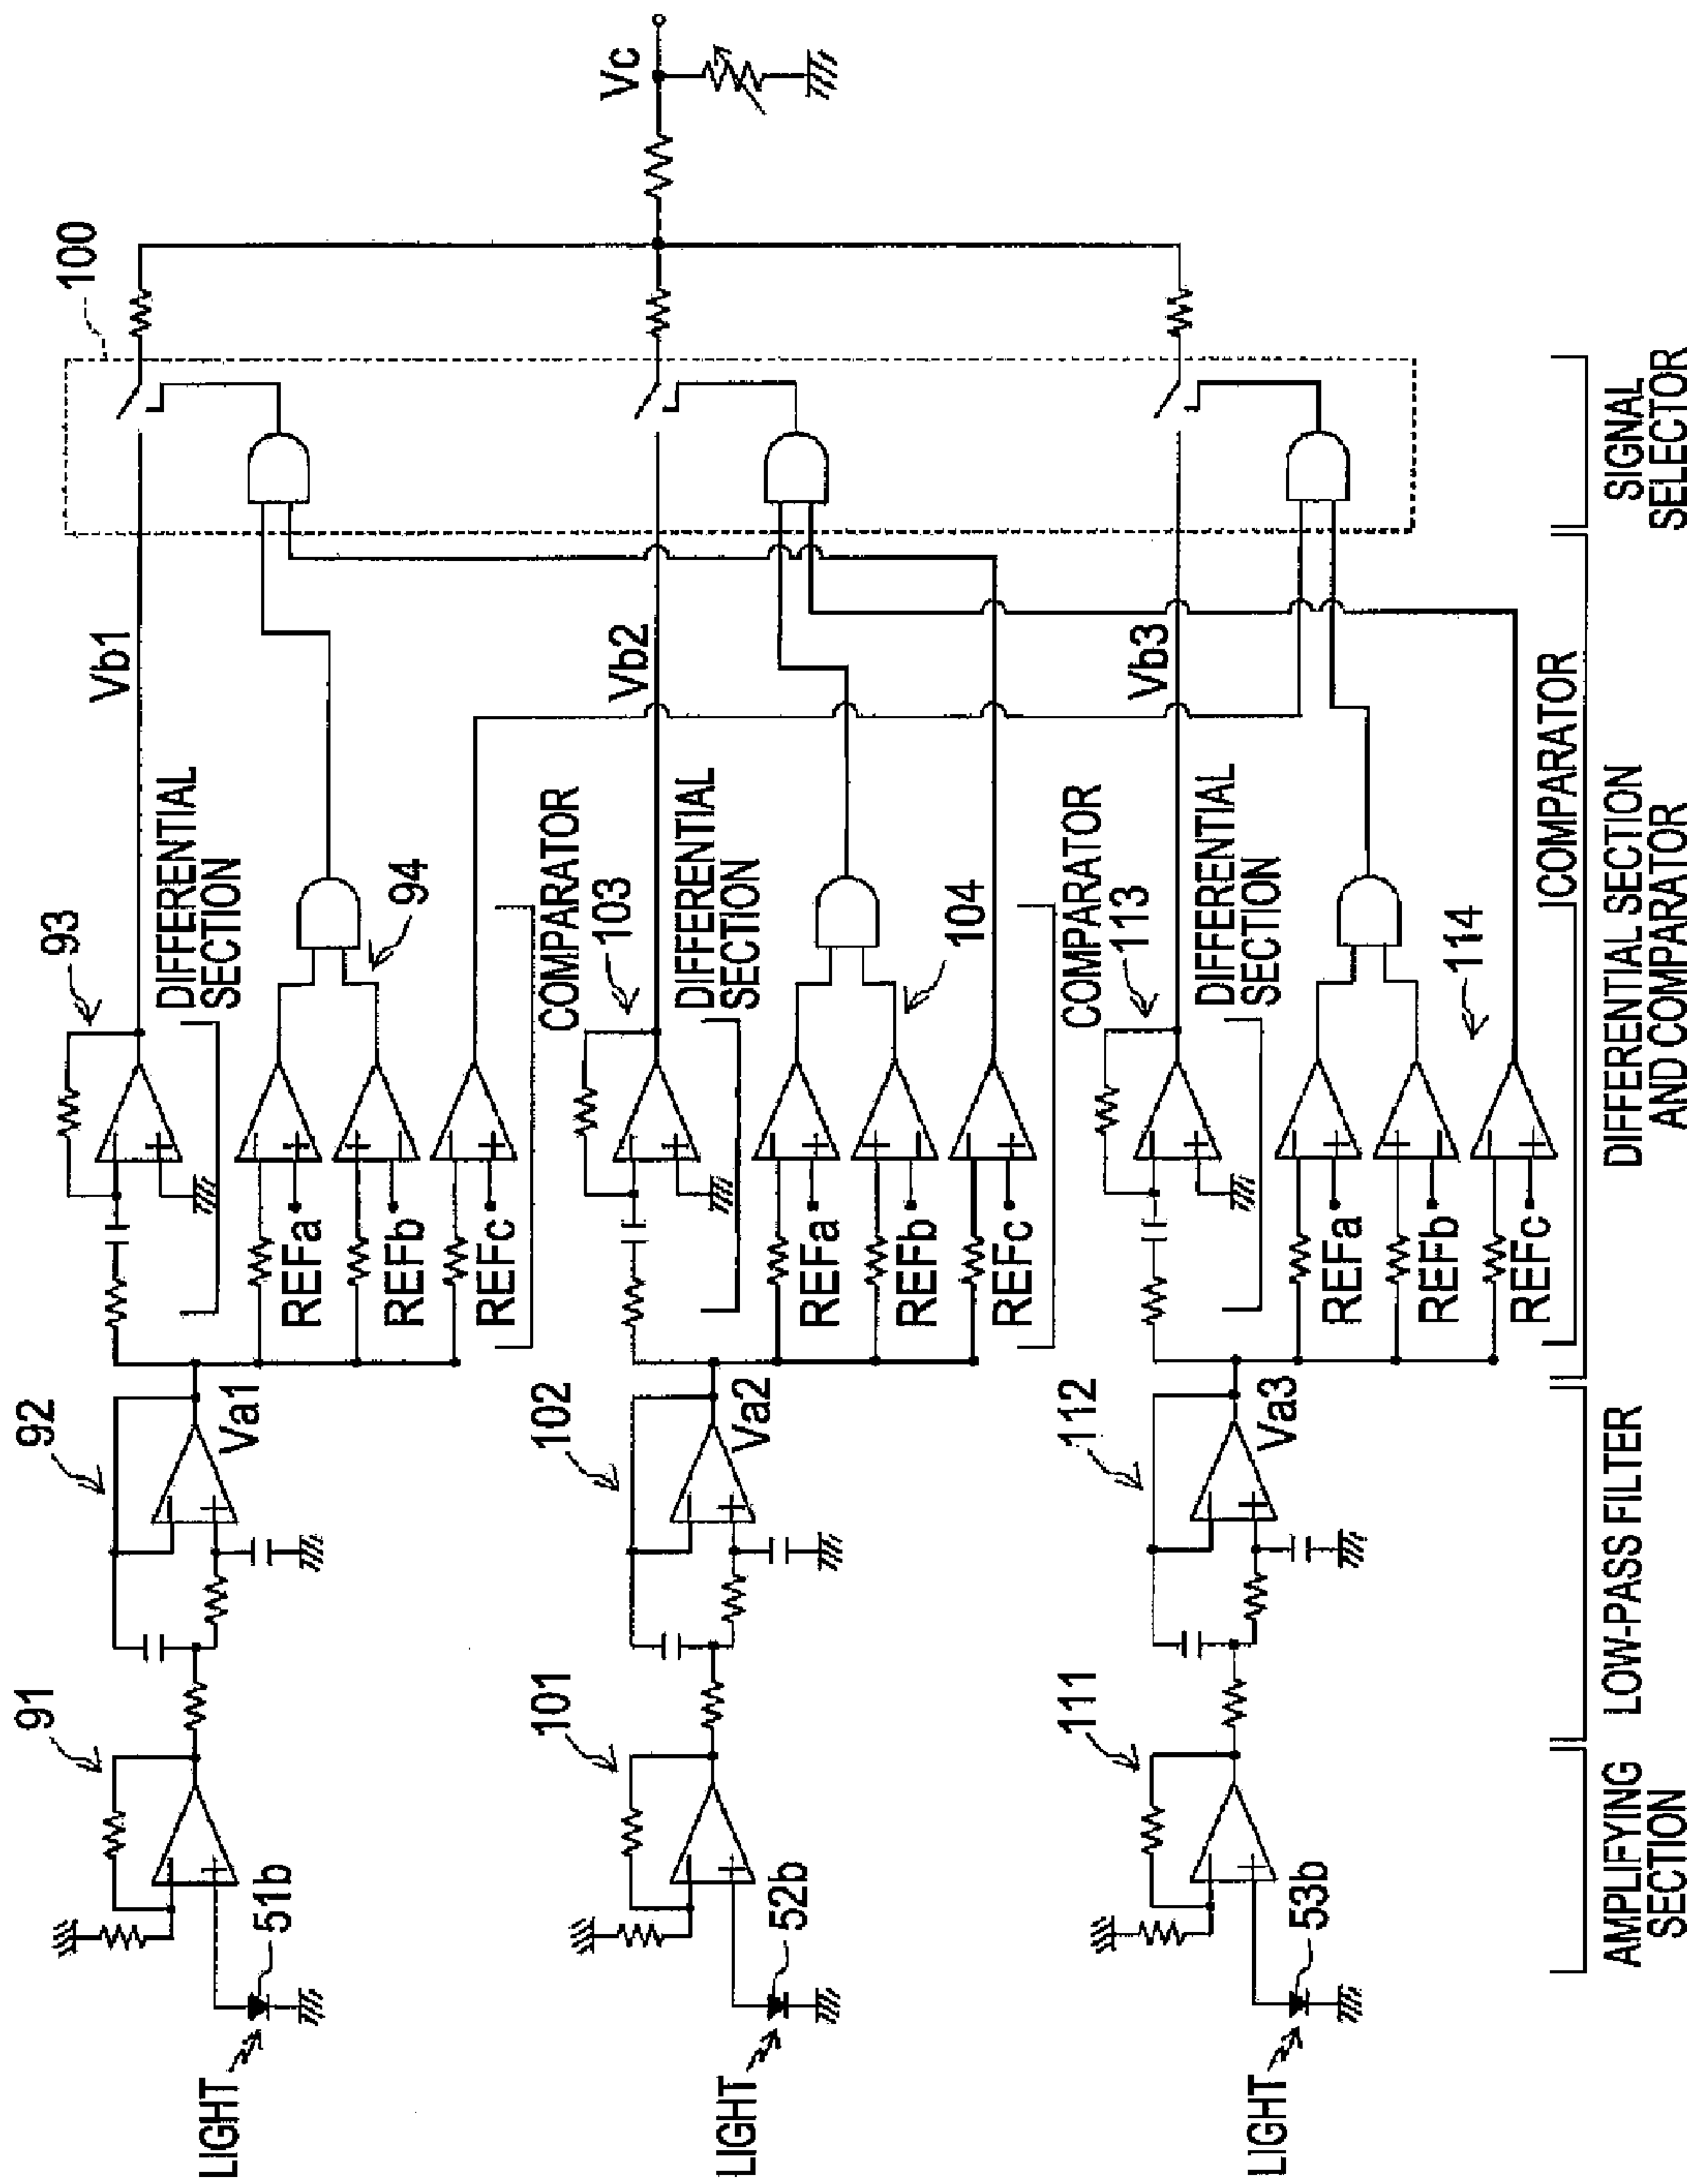 LIGHT
51b
91
92
Va1
93
DIFFERENTIAL
SECTION
REFa
REFb
REFc
94
COMPARATOR
Vb1
100
LIGHT
52b
101
102
Va2
103
DIFFERENTIAL
SECTION
REFa
REFb
REFc
104
COMPARATOR
Vb2
Vc
LIGHT
53b
111
112
Va3
113
DIFFERENTIAL
SECTION
REFa
REFb
REFc
114
COMPARATOR
Vb3
AMPLIFYING
SECTION
LOW-PASS FILTER
DIFFERENTIAL SECTION
AND COMPARATOR
SIGNAL
SELECTOR